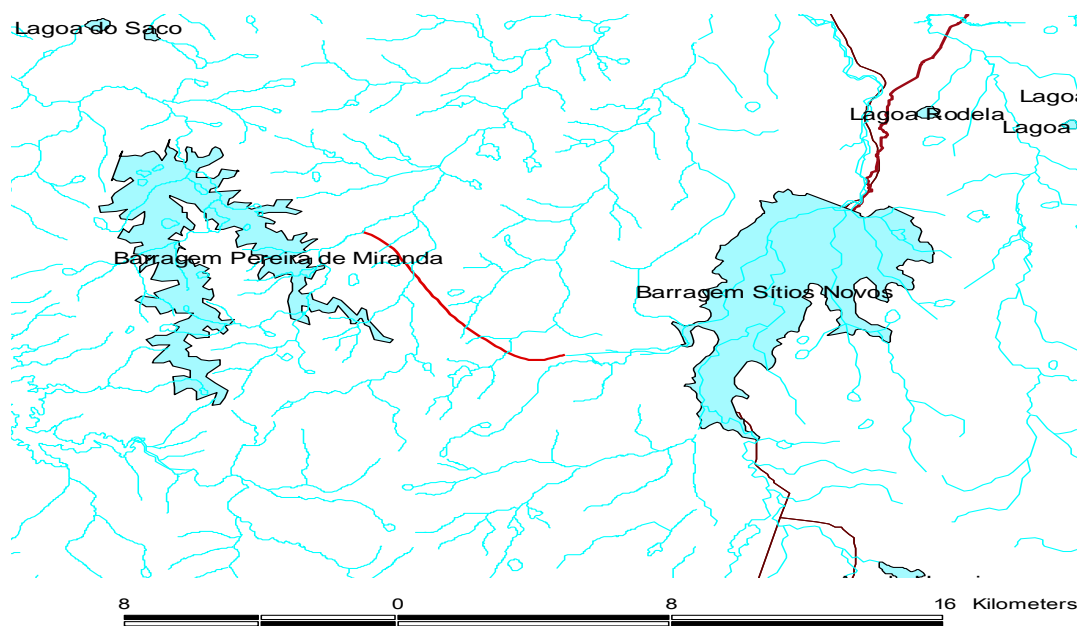 Lagoa do Saco
Lagoa
Lagoa Rodela
Lagoa
Barragem Pereira de Miranda
Barragem Sítios Novos
8 0 8 16 Kilometers